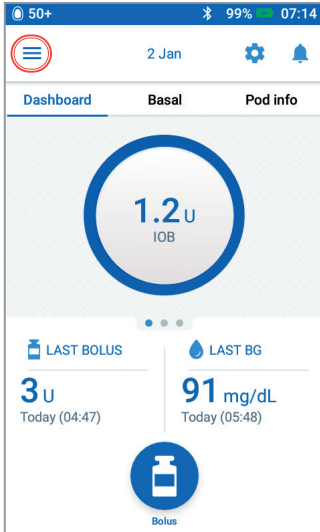 50+ 99% 07:14
2 Jan
Dashboard Basal Pod info
1.2 U
IOB
LAST BOLUS
3 U
Today (04:47)
LAST BG
91 mg/dL
Today (05:48)
Bolus